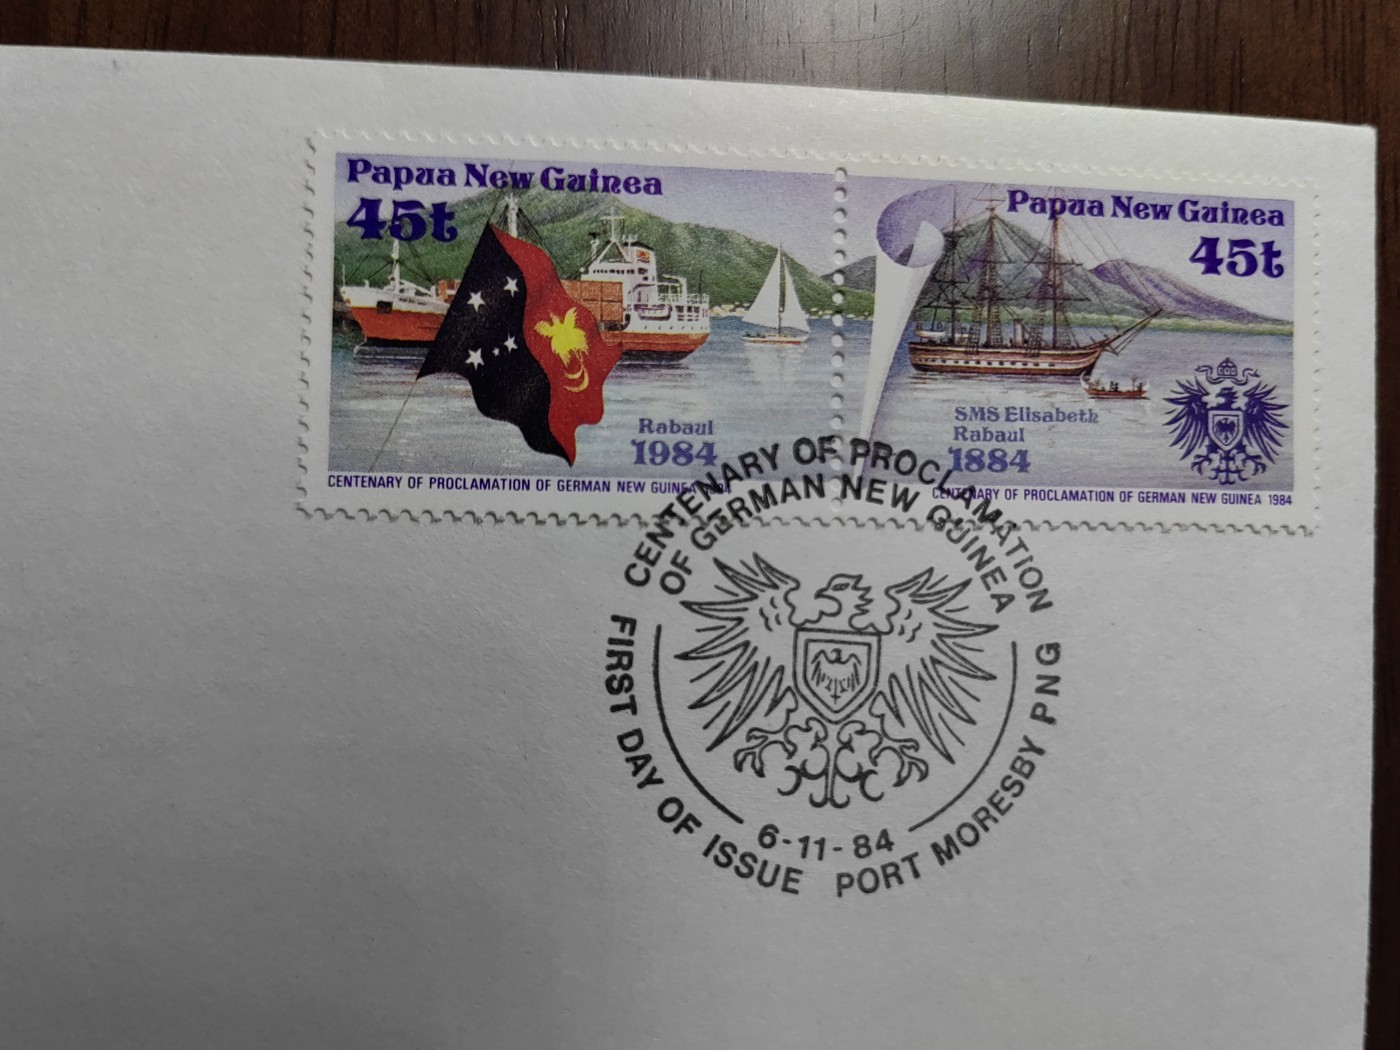 Papua New Guinea
45t
Rabaul
1984
CENTENARY OF PROCLAMATION OF GERMAN NEW GUINEA 1984
Papua New Guinea
45t
SMS Elisabeth
Rabaul
1884
CENTENARY OF PROCLAMATION OF GERMAN NEW GUINEA 1984
CENTENARY OF PROCLAMATION
OF GERMAN NEW GUINEA
FIRST DAY OF ISSUE PORT MORESBY PNG
6-11-84